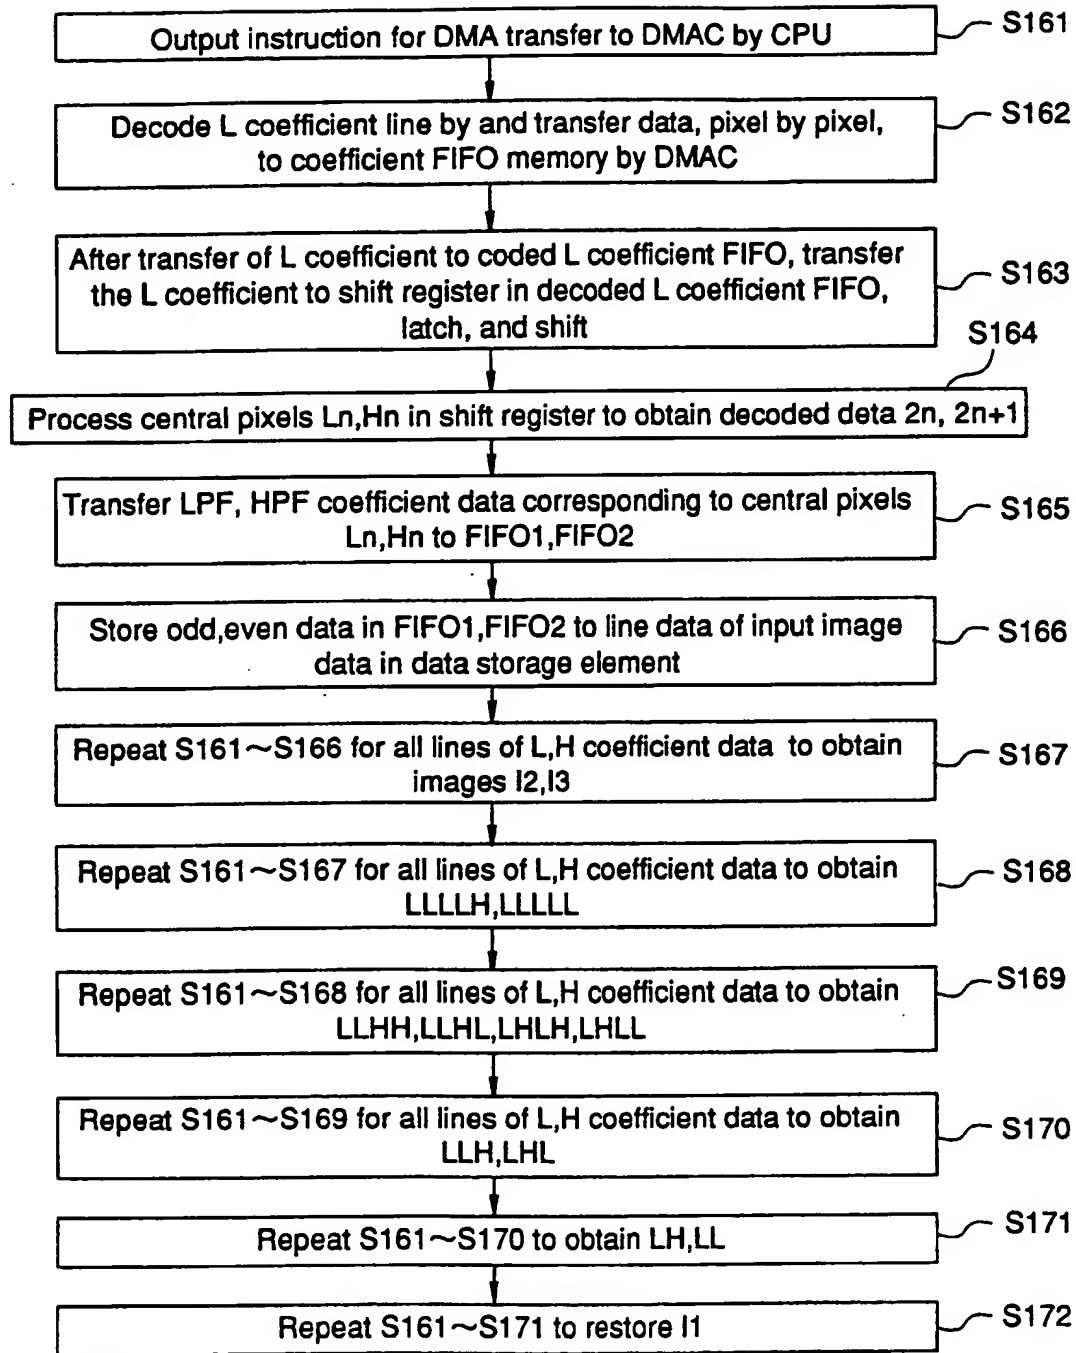 Output instruction for DMA transfer to DMAC by CPU
S161
Decode L coefficient line by and transfer data, pixel by pixel,
to coefficient FIFO memory by DMAC
S162
After transfer of L coefficient to coded L coefficient FIFO, transfer
the L coefficient to shift register in decoded L coefficient FIFO,
latch, and shift
S163
S164
Process central pixels Ln,Hn in shift register to obtain decoded deta 2n, 2n+1
Transfer LPF, HPF coefficient data corresponding to central pixels
Ln,Hn to FIFO1,FIFO2
S165
Store odd,even data in FIFO1,FIFO2 to line data of input image
data in data storage element
S166
Repeat S161~S166 for all lines of L,H coefficient data to obtain
images I2,I3
S167
Repeat S161~S167 for all lines of L,H coefficient data to obtain
LLLLH,LLLLL
S168
Repeat S161~S168 for all lines of L,H coefficient data to obtain
LLHH,LLHL,LHLH,LHLL
S169
Repeat S161~S169 for all lines of L,H coefficient data to obtain
LLH,LHL
S170
Repeat S161~S170 to obtain LH,LL
S171
Repeat S161~S171 to restore I1
S172